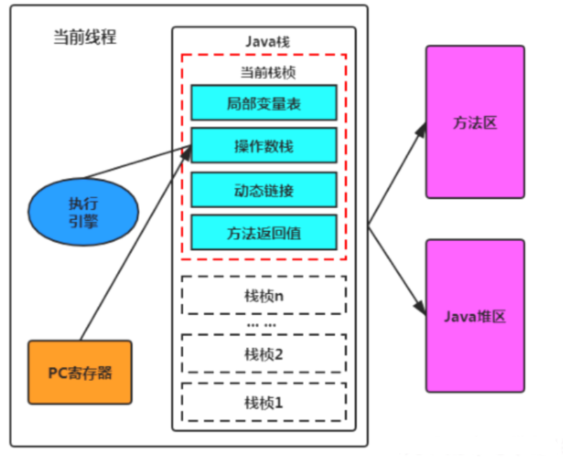 当前线程
Java栈
当前栈桢
局部变量表
操作数栈
动态链接
方法返回值
执行
引擎
PC寄存器
栈桢n
... ...
栈桢2
栈桢1
方法区
Java堆区